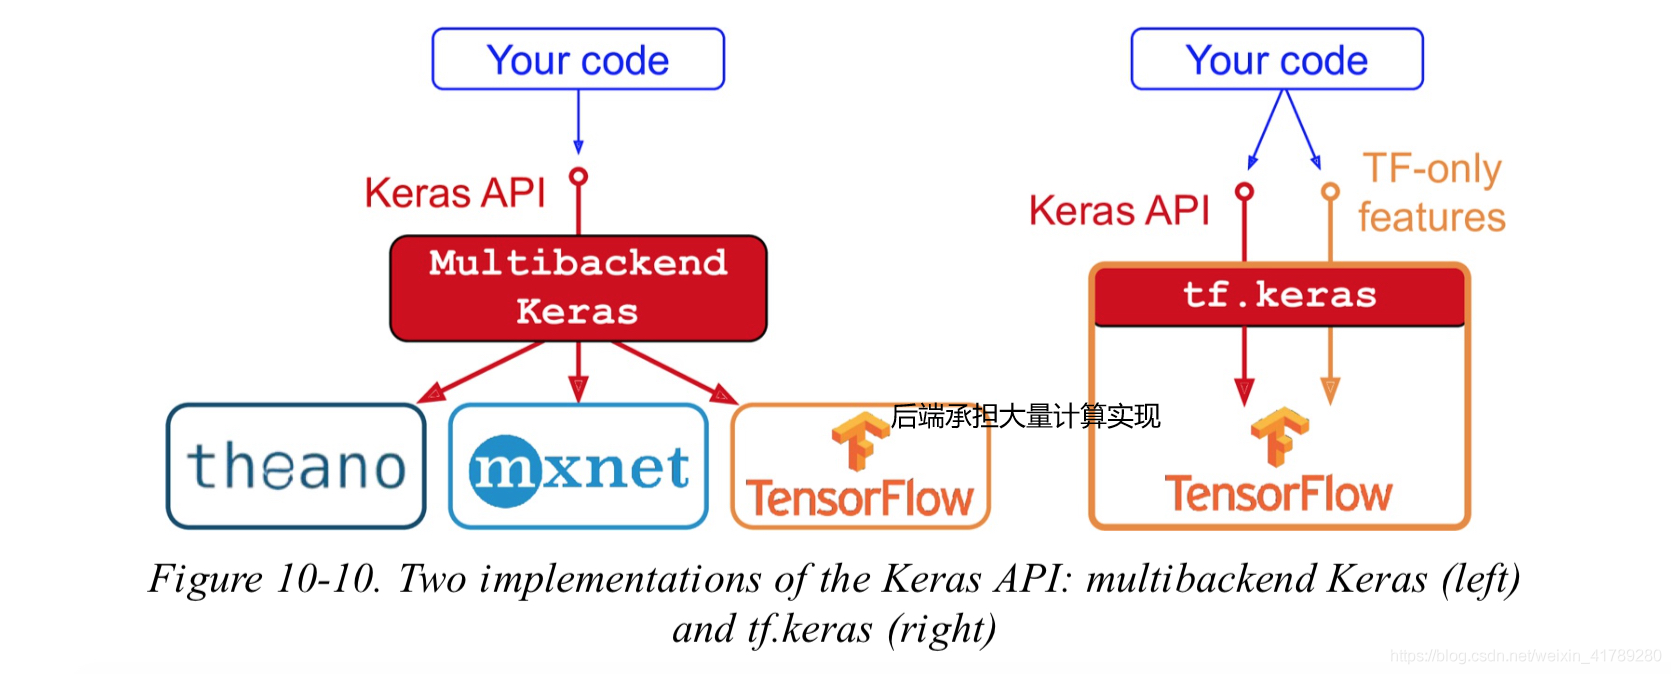 Your code
Keras API
Multibackend
Keras
theano
mxnet
TensorFlow
后端承担大量计算实现
Your code
Keras API
TF-only
features
tf.keras
TensorFlow
Figure 10-10. Two implementations of the Keras API: multibackend Keras (left)
and tf.keras (right)
https://blog.csdn.net/weixin_41789280